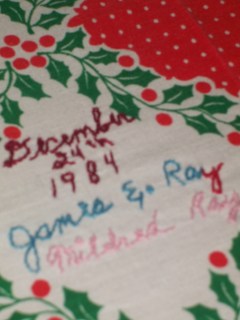 December
24th
1984
James E. Ray
Mildred Ray